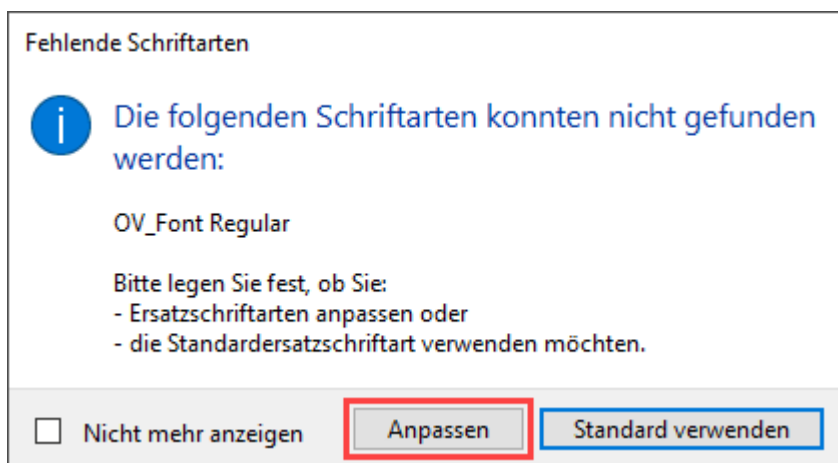 Fehlende Schriftarten
Die folgenden Schriftarten konnten nicht gefunden
werden:
OV_Font Regular
Bitte legen Sie fest, ob Sie:
- Ersatzschriftarten anpassen oder
- die Standardersatzschriftart verwenden möchten.
Nicht mehr anzeigen
Anpassen
Standard verwenden